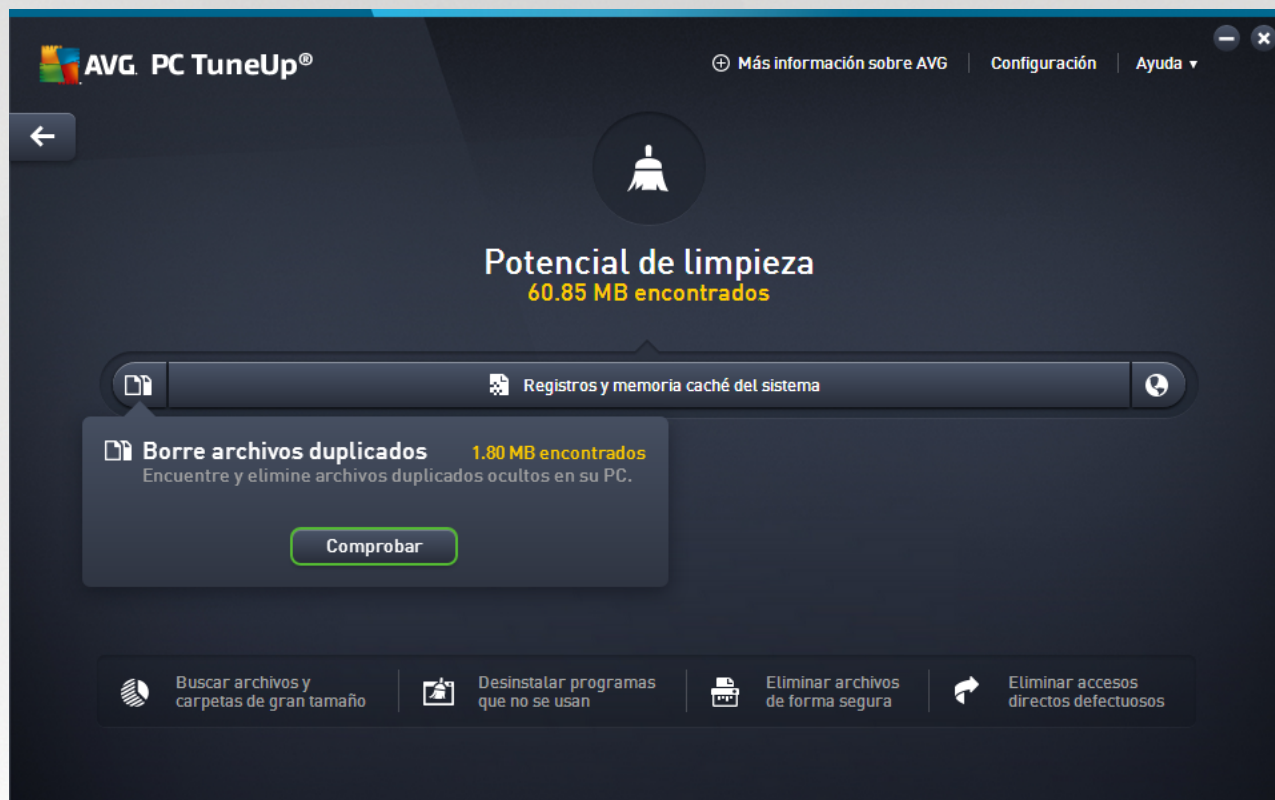 AVG. PC TuneUp®
Más información sobre AVG
Configuración
Ayuda
Potencial de limpieza
60.85 MB encontrados
Registros y memoria caché del sistema
Borre archivos duplicados
1.80 MB encontrados
Encuentre y elimine archivos duplicados ocultos en su PC.
Comprobar
Buscar archivos y
carpetas de gran tamaño
Desinstalar programas
que no se usan
Eliminar archivos
de forma segura
Eliminar accesos
directos defectuosos